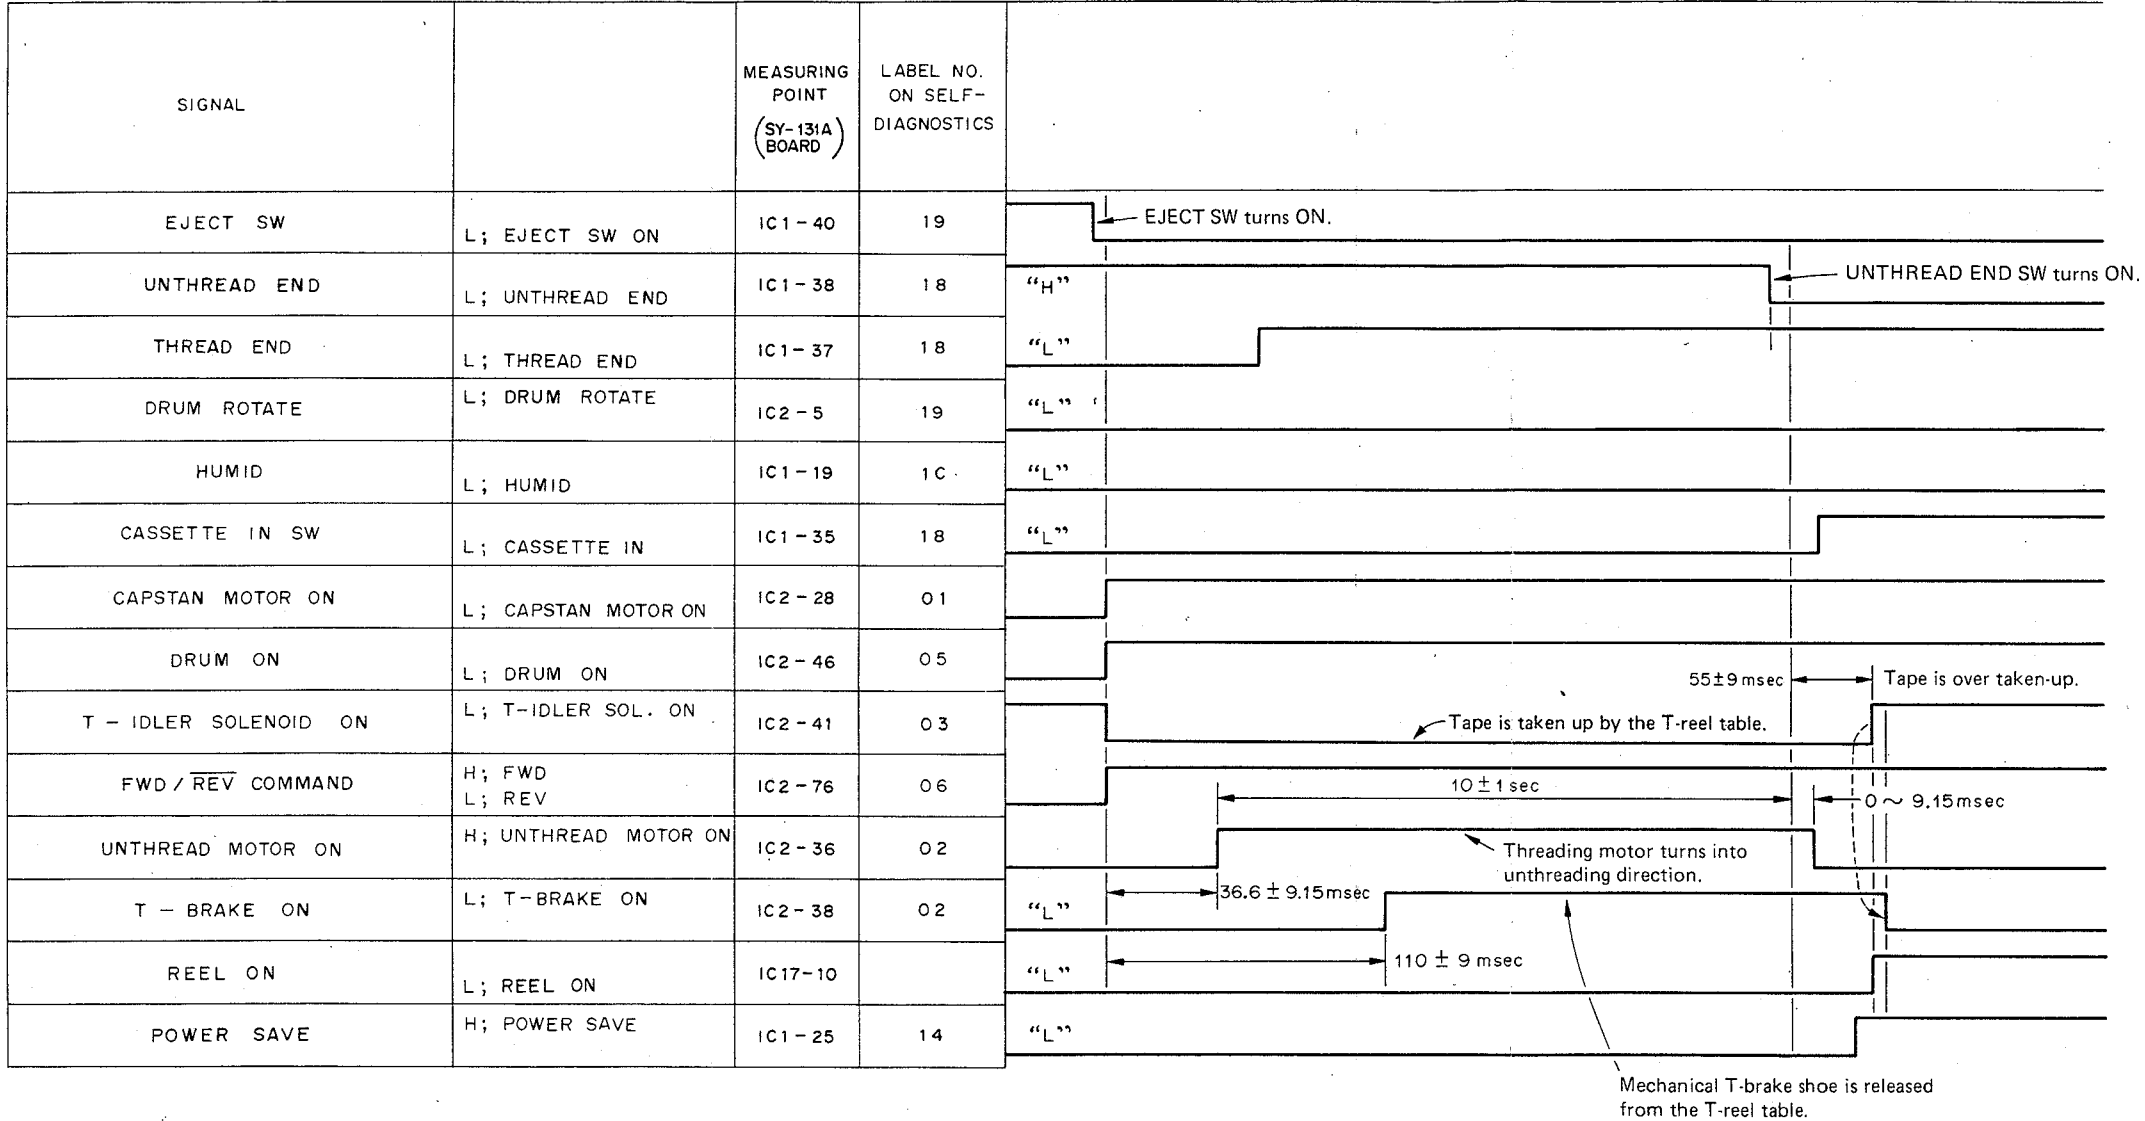 SIGNAL
MEASURING
POINT
(SY-131A
BOARD)
LABEL NO.
ON SELF-
DIAGNOSTICS
EJECT SW
L; EJECT SW ON
IC1-40
19
EJECT SW turns ON.
UNTHREAD END
L; UNTHREAD END
IC1-38
18
"H"
UNTHREAD END SW turns ON.
THREAD END
L; THREAD END
IC1-37
18
"L"
DRUM ROTATE
L; DRUM ROTATE
IC2-5
19
"L"
HUMID
L; HUMID
IC1-19
1C
"L"
CASSETTE IN SW
L; CASSETTE IN
IC1-35
18
"L"
CAPSTAN MOTOR ON
L; CAPSTAN MOTOR ON
IC2-28
01
DRUM ON
L; DRUM ON
IC2-46
05
55±9 msec
Tape is over taken-up.
T-IDLER SOLENOID ON
L; T-IDLER SOL. ON
IC2-41
03
Tape is taken up by the T-reel table.
FWD / REV COMMAND
H; FWD
L; REV
IC2-76
06
10±1 sec
0~9.15msec
UNTHREAD MOTOR ON
H; UNTHREAD MOTOR ON
IC2-36
02
Threading motor turns into
unthreading direction.
T-BRAKE ON
L; T-BRAKE ON
IC2-38
02
"L"
36.6 ± 9.15msec
REEL ON
L; REEL ON
IC17-10
"L"
110 ± 9 msec
POWER SAVE
H; POWER SAVE
IC1-25
14
"L"
Mechanical T-brake shoe is released
from the T-reel table.